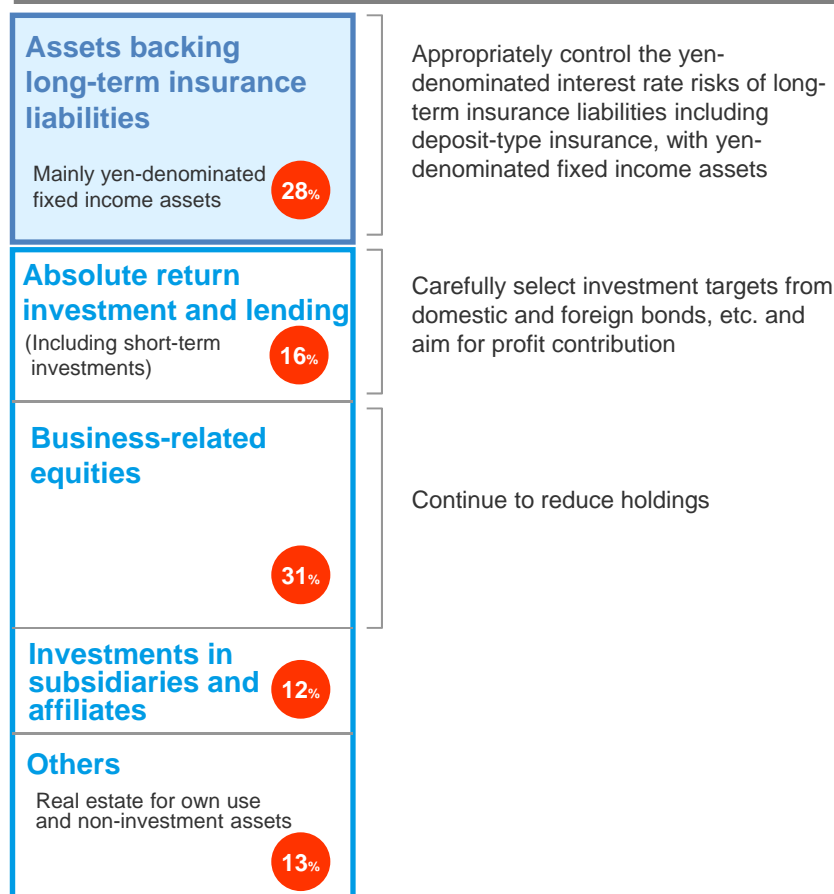 Assets backing
long-term insurance
liabilities
Mainly yen-denominated
fixed income assets
28%
Appropriately control the yen-
denominated interest rate risks of long-
term insurance liabilities including
deposit-type insurance, with yen-
denominated fixed income assets
Absolute return
investment and lending
(Including short-term
investments)
16%
Carefully select investment targets from
domestic and foreign bonds, etc. and
aim for profit contribution
Business-related
equities
31%
Continue to reduce holdings
Investments in
subsidiaries and
affiliates
12%
Others
Real estate for own use
and non-investment assets
13%